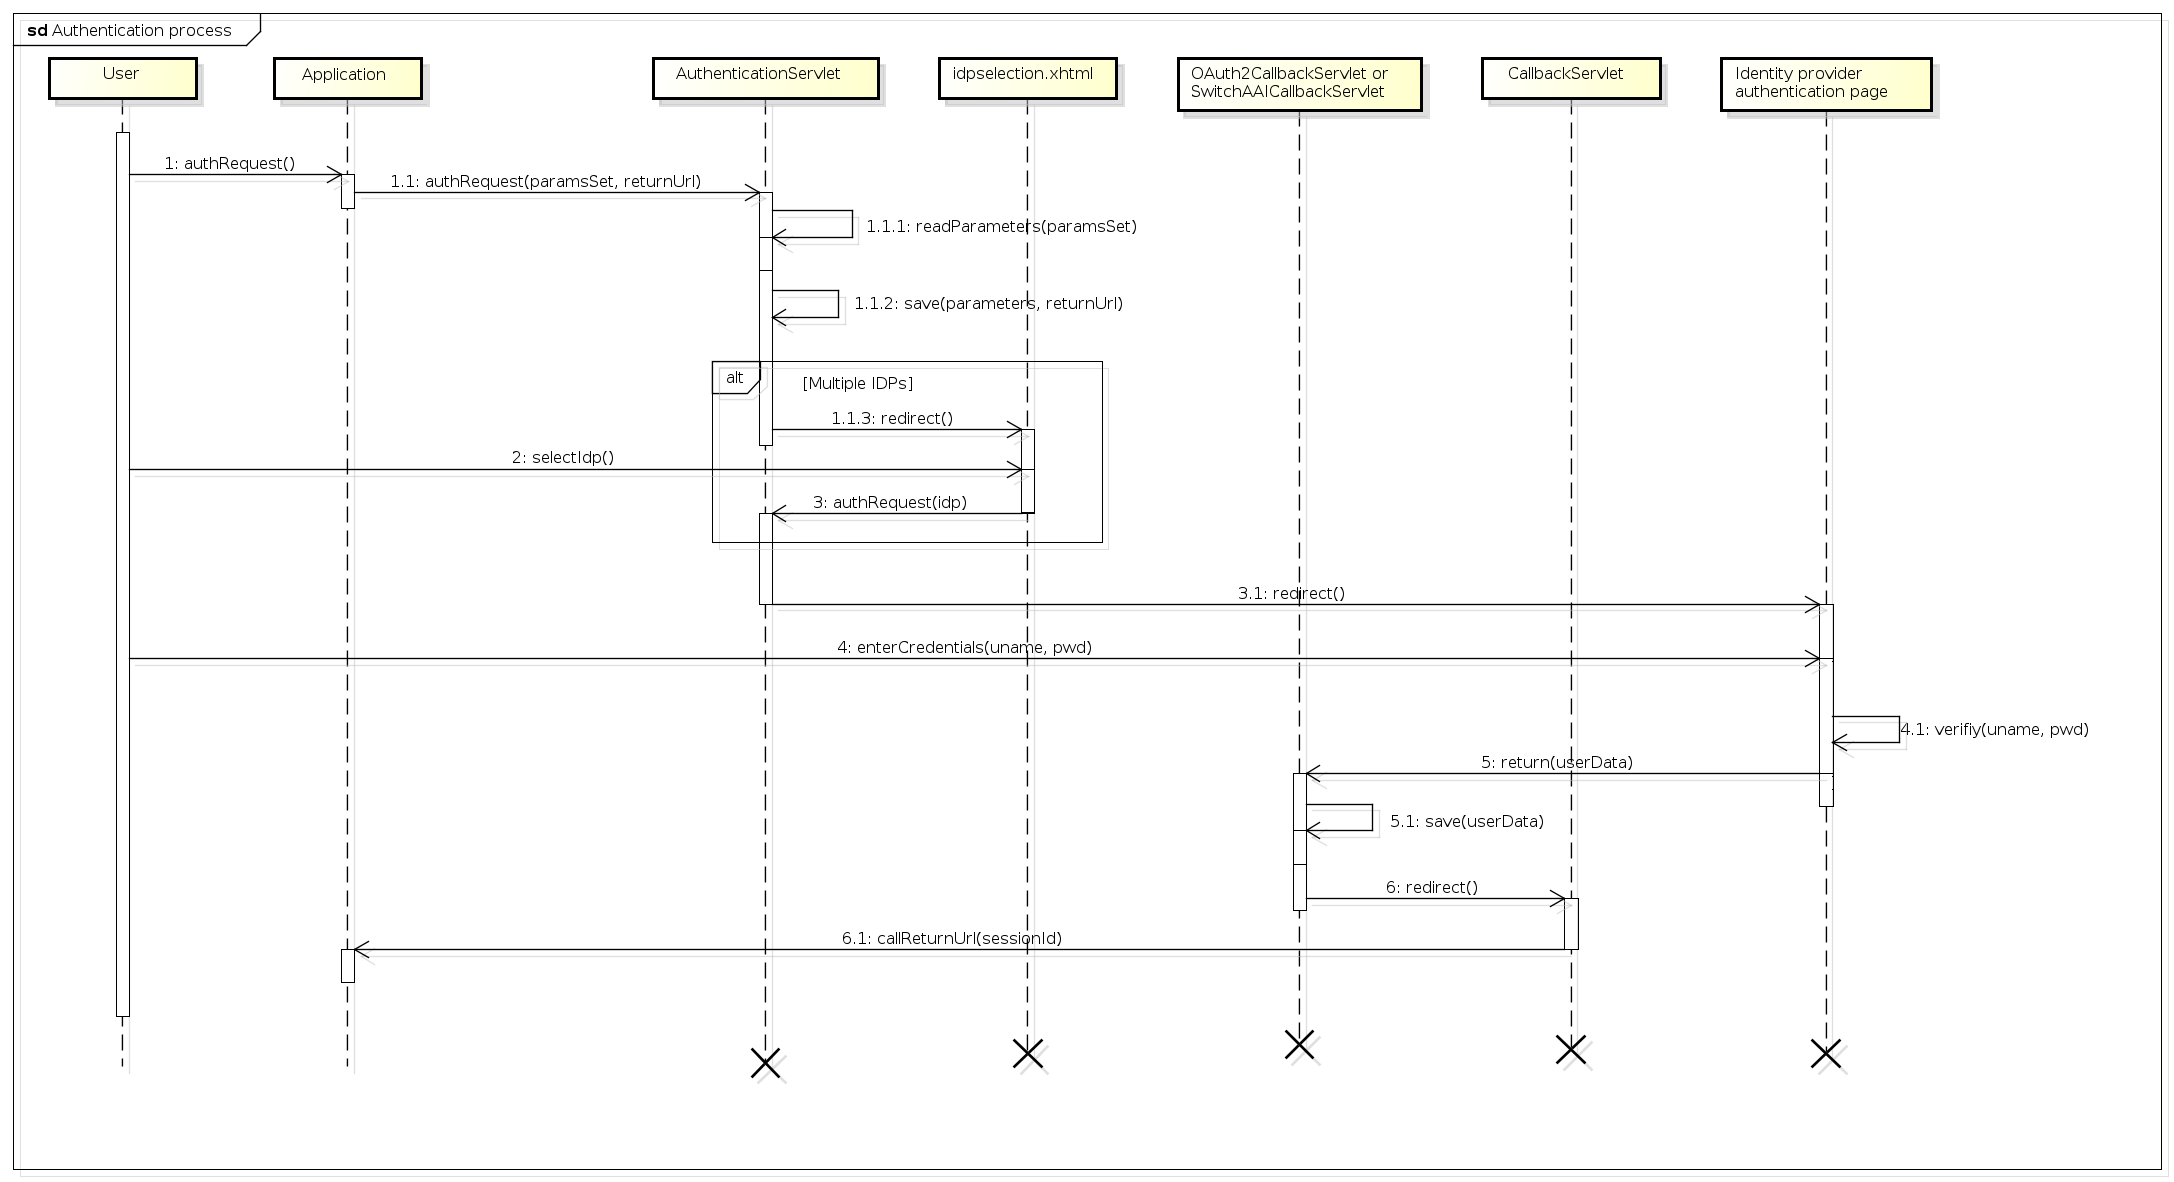 sd Authentication process
User
Application
AuthenticationServlet
idpselection.xhtml
OAuth2CallbackServlet or
SwitchAAICallbackServlet
CallbackServlet
Identity provider
authentication page
1: authRequest()
1.1: authRequest(paramsSet, returnUrl)
1.1.1: readParameters(paramsSet)
1.1.2: save(parameters, returnUrl)
alt
[Multiple IDPs]
1.1.3: redirect()
2: selectIdp()
3: authRequest(idp)
3.1: redirect()
4: enterCredentials(uname, pwd)
4.1: verifiy(uname, pwd)
5: return(userData)
5.1: save(userData)
6: redirect()
6.1: callReturnUrl(sessionId)